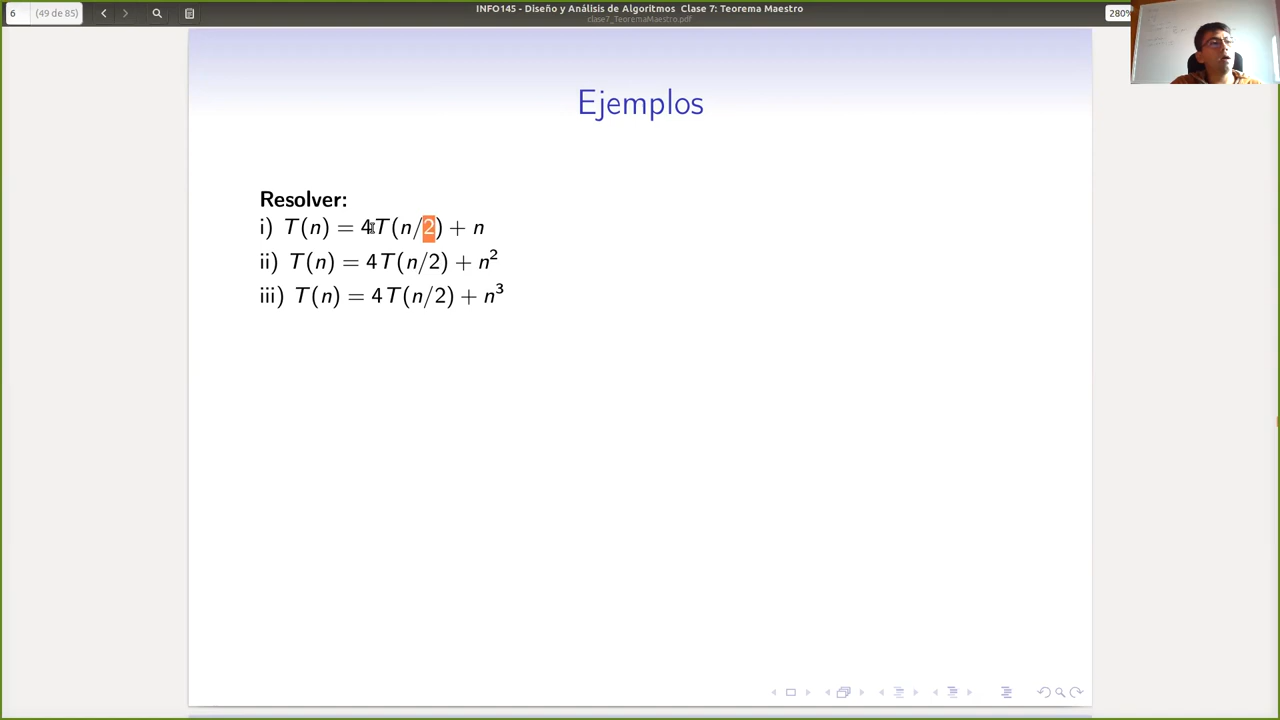 6 (49 de 85)
INFO145 - Diseño y Análisis de Algoritmos Clase 7: Teorema Maestro
clase7_TeoremaMaestro.pdf
280%
Ejemplos
Resolver:
i) T(n) = 4T(n/2) + n
ii) T(n) = 4T(n/2) + n²
iii) T(n) = 4T(n/2) + n³